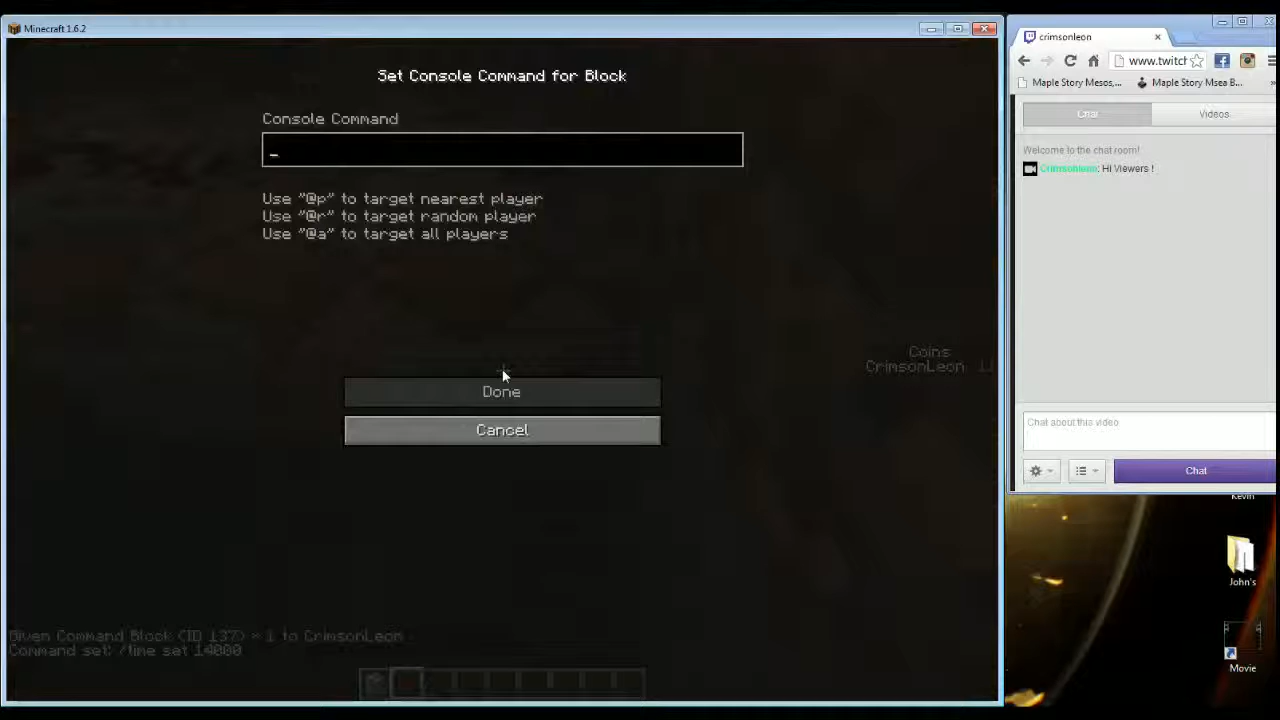 Minecraft 1.6.2
Set Console Command for Block
Console Command
_
Use "@p" to target nearest player
Use "@r" to target random player
Use "@a" to target all players
Done
Cancel
Coins
CrimsonLeon
Given Command Block (ID 137) * 1 to CrimsonLeon
Command set: /time set 14000
crimsonleon
www.twitch
Maple Story Mesos,...
Maple Story Msea B...
Chat
Videos
Welcome to the chat room!
Crimsonleon: Hi Viewers !
Chat about this video
Chat
Kevin
John's
Movie